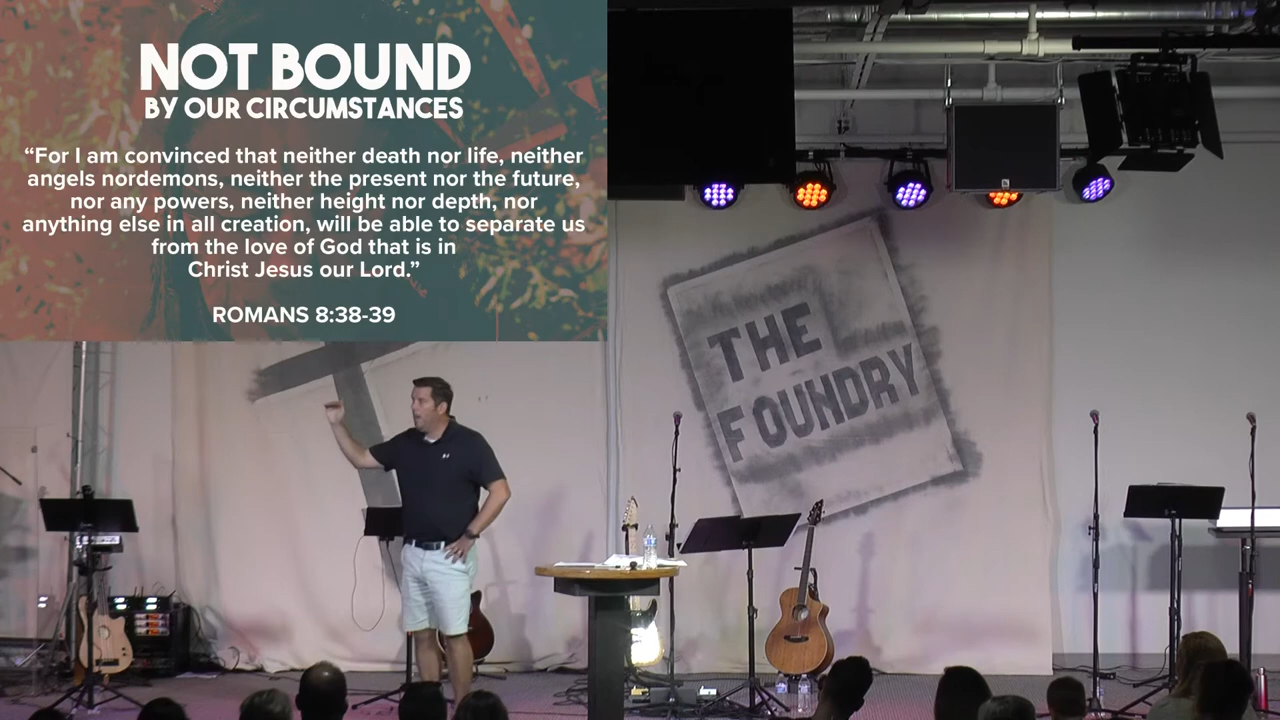 NOT BOUND
BY OUR CIRCUMSTANCES
“For I am convinced that neither death nor life, neither
angels nordemons, neither the present nor the future,
nor any powers, neither height nor depth, nor
anything else in all creation, will be able to separate us
from the love of God that is in
Christ Jesus our Lord.”
ROMANS 8:38-39
THE
FOUNDRY